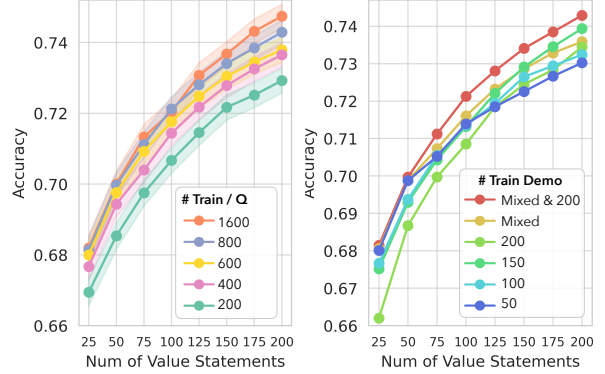 Accuracy
0.74
0.72
0.70
0.68
0.66
# Train / Q
1600
800
600
400
200
25 50 75 100 125 150 175 200
Num of Value Statements
Accuracy
0.74
0.73
0.72
0.71
0.70
0.69
0.68
0.67
0.66
# Train Demo
Mixed & 200
Mixed
200
150
100
50
25 50 75 100 125 150 175 200
Num of Value Statements